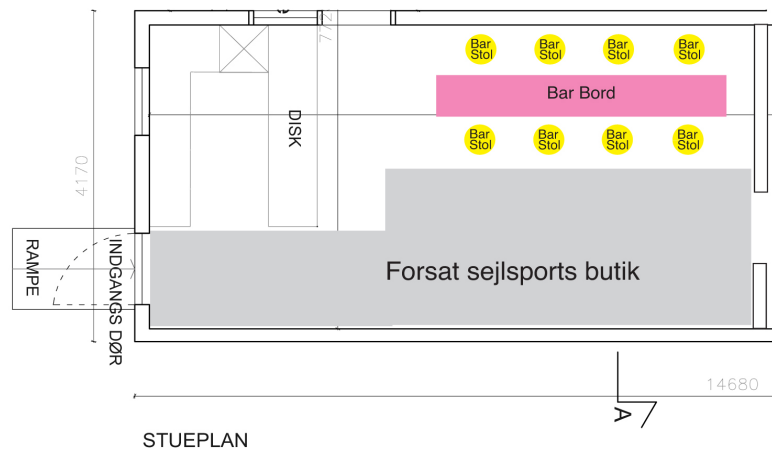 772
Bar
Stol
Bar
Stol
Bar
Stol
Bar
Stol
Bar Bord
DISK
Bar
Stol
Bar
Stol
Bar
Stol
Bar
Stol
4170
RAMPE
INDGANGS DØR
Forsat sejlsports butik
14680
A
STUEPLAN